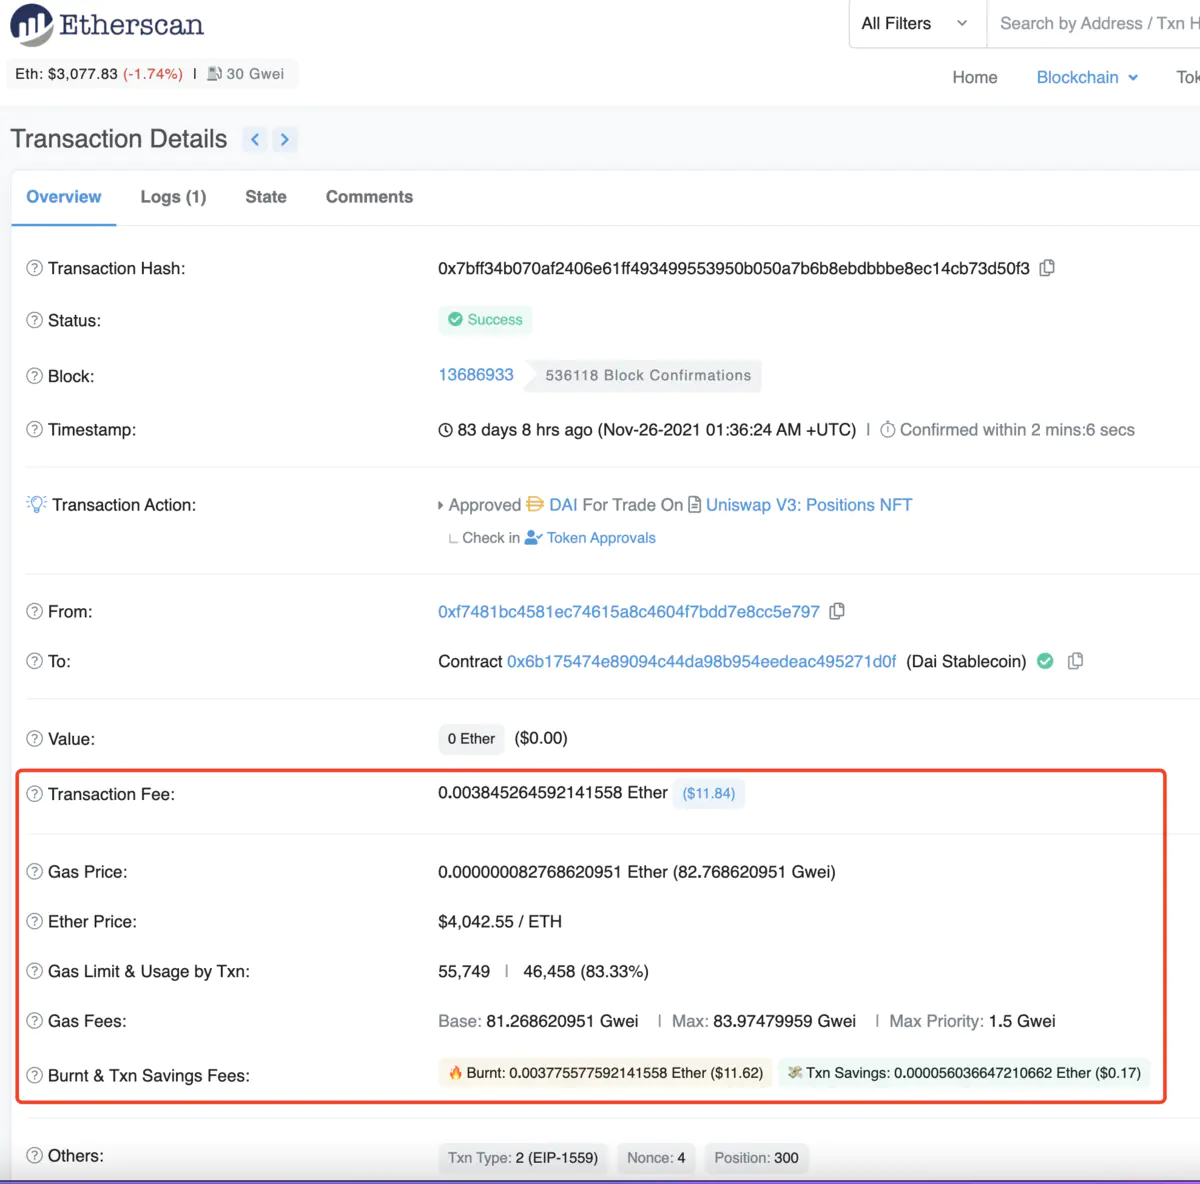 Etherscan
All Filters
Search by Address / Txn H
Eth: $3,077.83 (-1.74%) | 30 Gwei
Home
Blockchain
Tok
Transaction Details
Overview
Logs (1)
State
Comments
Transaction Hash:
0x7bff34b070af2406e61ff493499553950b050a7b6b8ebdbbbe8ec14cb73d50f3
Status:
Success
Block:
13686933
536118 Block Confirmations
Timestamp:
83 days 8 hrs ago (Nov-26-2021 01:36:24 AM +UTC) | Confirmed within 2 mins:6 secs
Transaction Action:
Approved DAI For Trade On Uniswap V3: Positions NFT
Check in Token Approvals
From:
0xf7481bc4581ec74615a8c4604f7bdd7e8cc5e797
To:
Contract 0x6b175474e89094c44da98b954eedeac495271d0f (Dai Stablecoin)
Value:
0 Ether ($0.00)
Transaction Fee:
0.003845264592141558 Ether ($11.84)
Gas Price:
0.000000082768620951 Ether (82.768620951 Gwei)
Ether Price:
$4,042.55 / ETH
Gas Limit & Usage by Txn:
55,749 | 46,458 (83.33%)
Gas Fees:
Base: 81.268620951 Gwei | Max: 83.97479959 Gwei | Max Priority: 1.5 Gwei
Burnt & Txn Savings Fees:
Burnt: 0.003775577592141558 Ether ($11.62)
Txn Savings: 0.000056036647210662 Ether ($0.17)
Others:
Txn Type: 2 (EIP-1559)
Nonce: 4
Position: 300